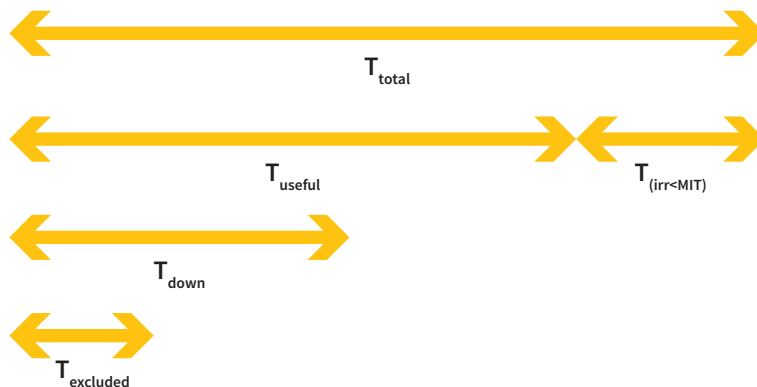 T_total
T_useful
T_(irr<MIT)
T_down
T_excluded